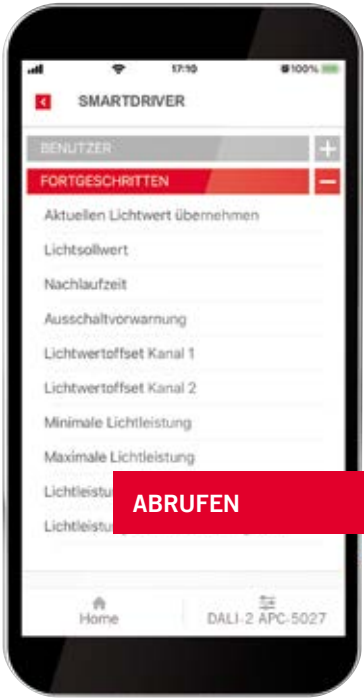 17:10
100%
SMARTDRIVER
BENUTZER
FORTGESCHRITTEN
Aktuellen Lichtwert übernehmen
Lichtsollwert
Nachlaufzeit
Ausschaltvorwarnung
Lichtwertoffset Kanal 1
Lichtwertoffset Kanal 2
Minimale Lichtleistung
Maximale Lichtleistung
ABRUFEN
Home
DALI-2 APC-5027